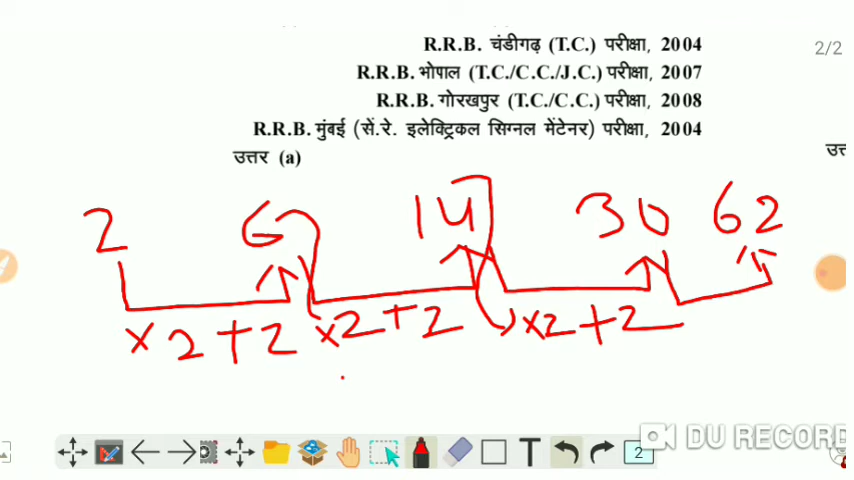 R.R.B. चंडीगढ़ (T.C.) परीक्षा, 2004
2/2
R.R.B. भोपाल (T.C./C.C./J.C.) परीक्षा, 2007
R.R.B. गोरखपुर (T.C./C.C.) परीक्षा, 2008
R.R.B. मुंबई (सें.रे. इलेक्ट्रिकल सिग्नल मेंटेनर) परीक्षा, 2004
उत्तर (a)
उत्त
2 6 14 30 62
×2+2 ×2+2 ×2+2
T 2
DU RECORD